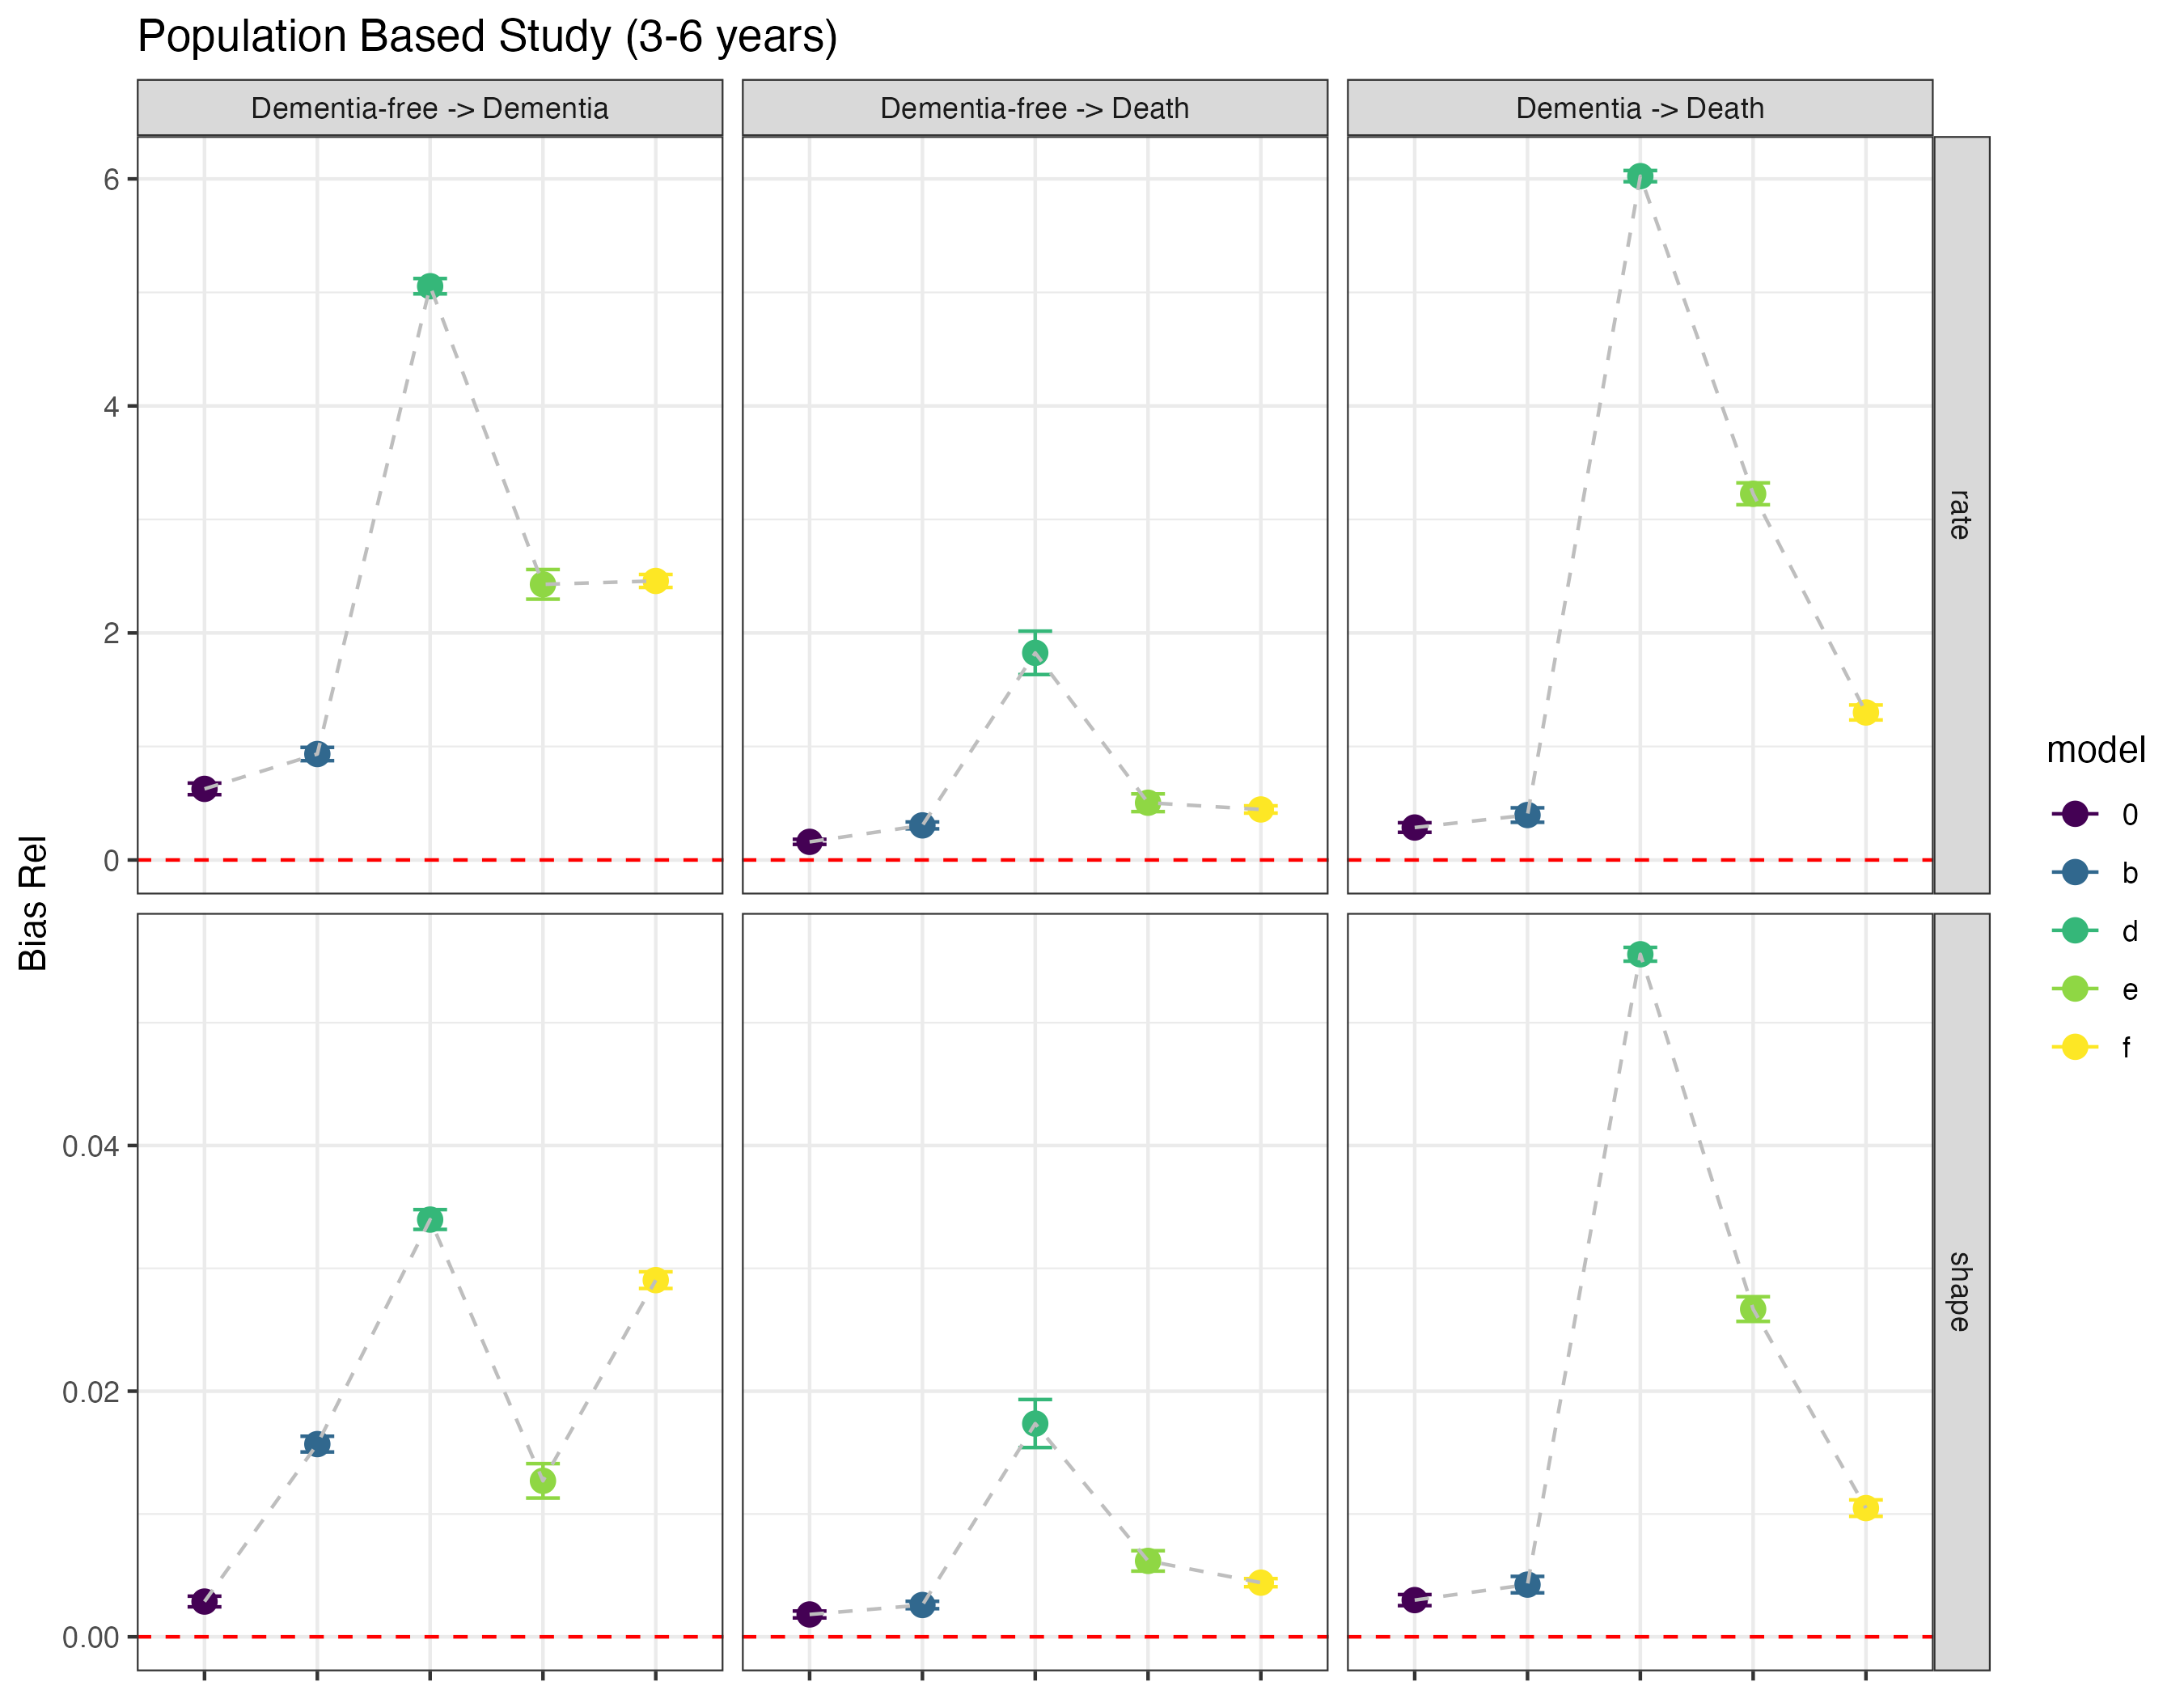 Population Based Study (3-6 years)
Dementia-free -> Dementia
Dementia-free -> Death
Dementia -> Death
6
4
2
0
rate
Bias Rel
0.04
0.02
0.00
shape
model
0
b
d
e
f